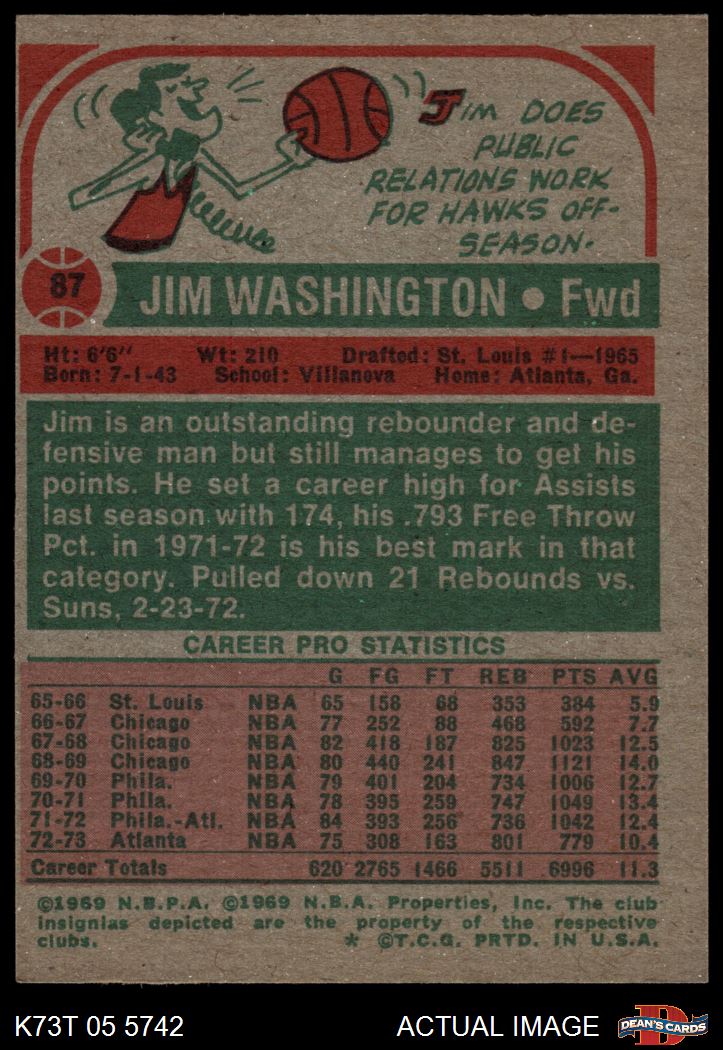 JIM DOES
PUBLIC
RELATIONS WORK
FOR HAWKS OFF-
SEASON.
87
JIM WASHINGTON • Fwd
Ht: 6'6" Wt: 210 Drafted: St. Louis #1—1965
Born: 7-1-43 School: Villanova Home: Atlanta, Ga.
Jim is an outstanding rebounder and de-
fensive man but still manages to get his
points. He set a career high for Assists
last season with 174, his .793 Free Throw
Pct. in 1971-72 is his best mark in that
category. Pulled down 21 Rebounds vs.
Suns, 2-23-72.
CAREER PRO STATISTICS
G FG FT REB PTS AVG
65-66 St. Louis NBA 65 158 68 353 384 5.9
66-67 Chicago NBA 77 252 88 468 592 7.7
67-68 Chicago NBA 82 418 187 825 1023 12.5
68-69 Chicago NBA 80 440 241 847 1121 14.0
69-70 Phila. NBA 79 401 204 734 1006 12.7
70-71 Phila. NBA 78 395 259 747 1049 13.4
71-72 Phila.-Atl. NBA 84 393 256 736 1042 12.4
72-73 Atlanta NBA 75 308 163 801 779 10.4
Career Totals 620 2765 1466 5511 6996 11.3
©1969 N.B.P.A. ©1969 N.B.A. Properties, Inc. The club
insignias depicted are the property of the respective
clubs. * ©T.C.G. PRTD. IN U.S.A.
K73T 05 5742 ACTUAL IMAGE
D
DEAN'S CARDS